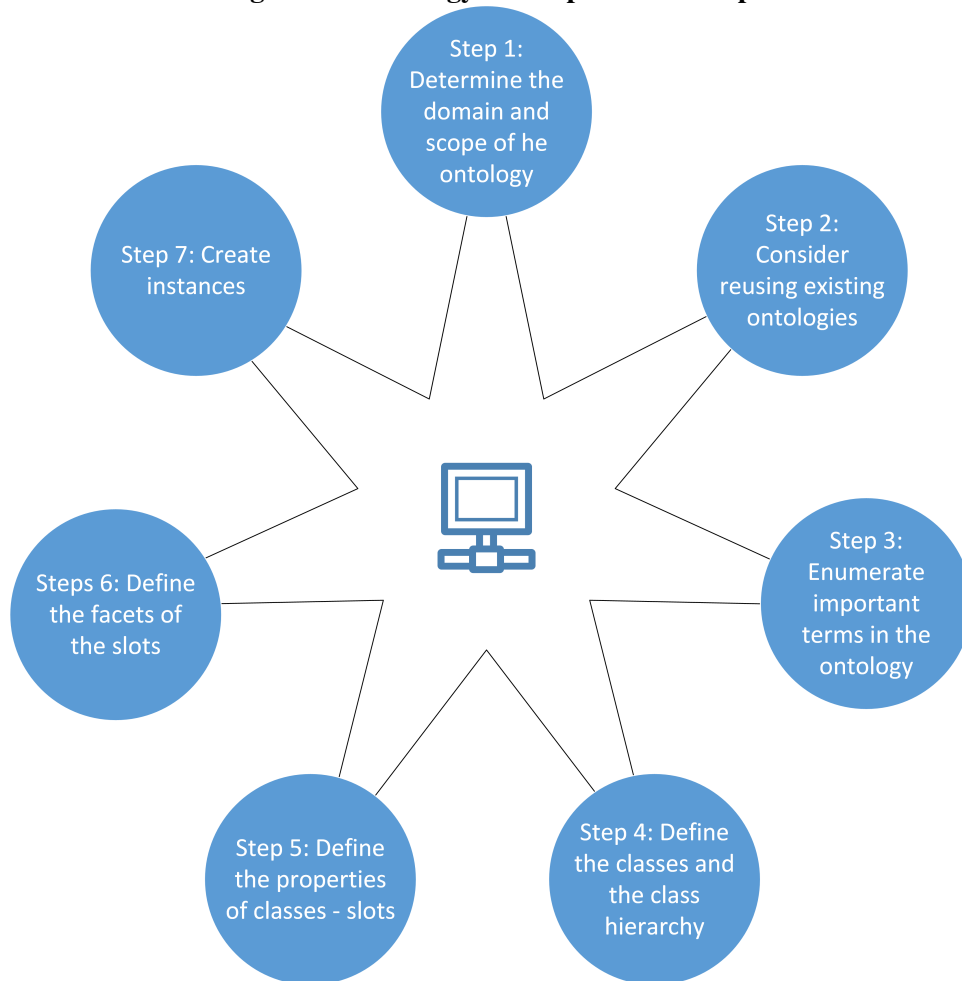 Step 1:
Determine the
domain and
scope of he
ontology
Step 2:
Consider
reusing existing
ontologies
Step 3:
Enumerate
important
terms in the
ontology
Step 4: Define
the classes and
the class
hierarchy
Step 5: Define
the properties
of classes - slots
Steps 6: Define
the facets of
the slots
Step 7: Create
instances